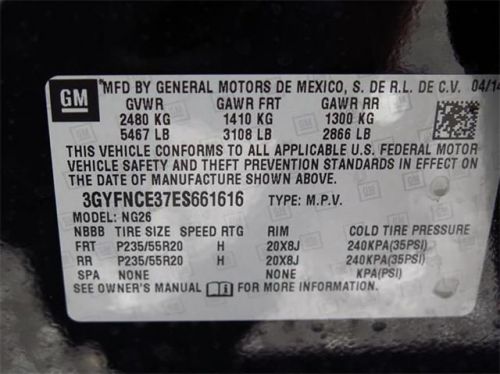 GM MFD BY GENERAL MOTORS DE MEXICO, S. DE R.L. DE C.V. 04/14
GVWR GAWR FRT GAWR RR
2480 KG 1410 KG 1300 KG
5467 LB 3108 LB 2866 LB
THIS VEHICLE CONFORMS TO ALL APPLICABLE U.S. FEDERAL MOTOR
VEHICLE SAFETY AND THEFT PREVENTION STANDARDS IN EFFECT ON
THE DATE OF MANUFACTURE SHOWN ABOVE.
3GYFNCE37ES661616 TYPE: M.P.V.
MODEL: NG26
NBBB TIRE SIZE SPEED RTG RIM COLD TIRE PRESSURE
FRT P235/55R20 H 20X8J 240KPA(35PSI)
RR P235/55R20 H 20X8J 240KPA(35PSI)
SPA NONE NONE KPA(PSI)
SEE OWNER'S MANUAL FOR MORE INFORMATION.